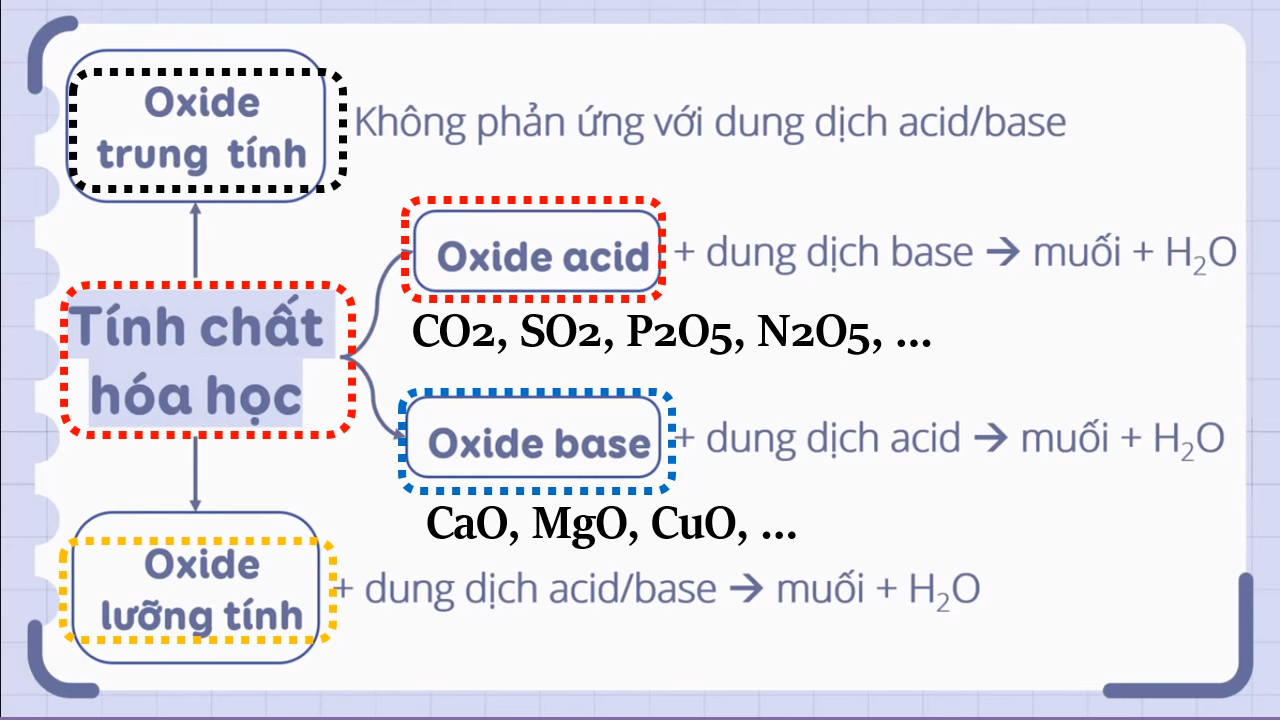 Oxide
trung tính
Không phản ứng với dung dịch acid/base
Oxide acid
+ dung dịch base → muối + H₂O
CO2, SO2, P2O5, N2O5, ...
Tính chất
hóa học
Oxide base
+ dung dịch acid → muối + H₂O
CaO, MgO, CuO, ...
Oxide
lưỡng tính
+ dung dịch acid/base → muối + H₂O